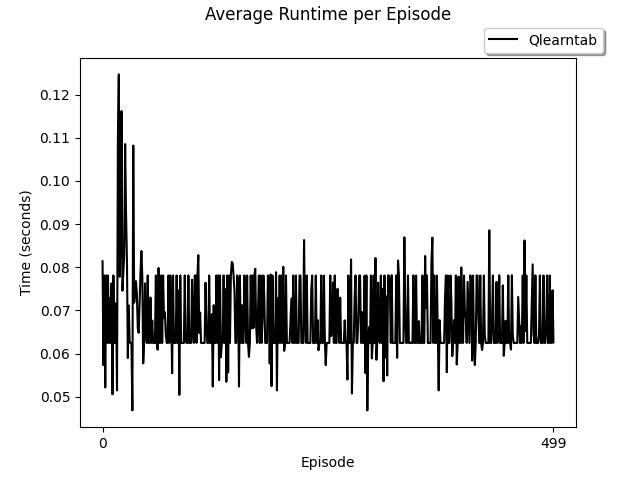 Average Runtime per Episode
Qlearntab
0.12
0.11
0.10
0.09
0.08
0.07
0.06
0.05
Time (seconds)
0
499
Episode